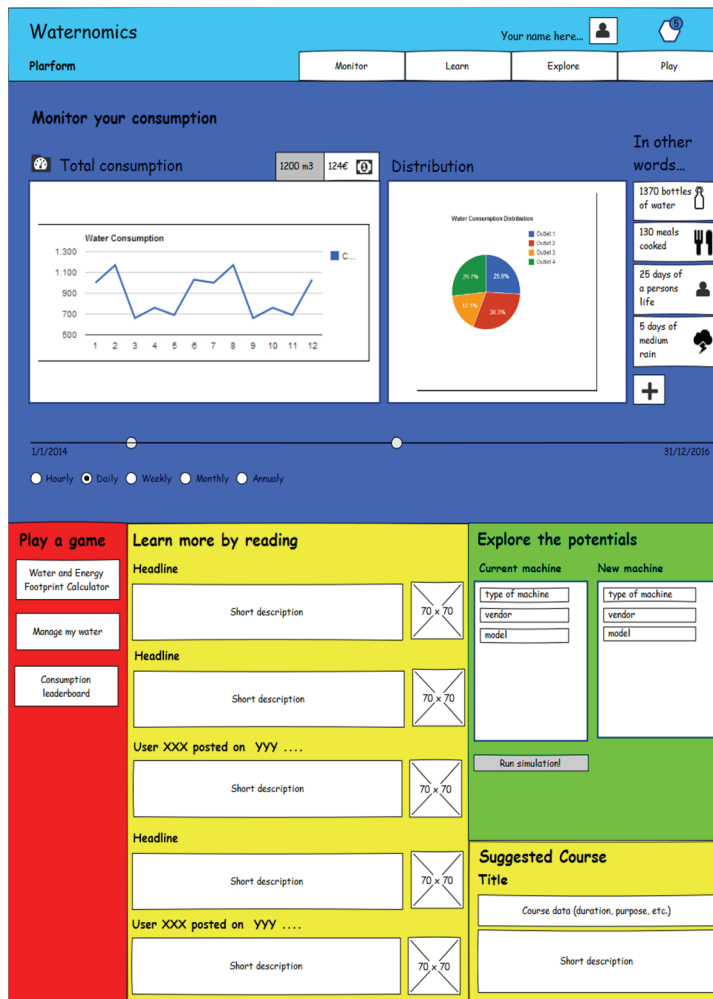 Waternomics
Your name here...
5
Plarform
Monitor
Learn
Explore
Play
Monitor your consumption
Total consumption
1200 m3
124€
Distribution
In other
words...
Water Consumption
1.300
1.100
900
700
500
1 2 3 4 5 6 7 8 9 10 11 12
C...
Water Consumption Distribution
Outlet 1
Outlet 2
Outlet 3
Outlet 4
25.9%
30.3%
17.1%
26.7%
1370 bottles
of water
130 meals
cooked
25 days of
a persons
life
5 days of
medium
rain
1/1/2014
31/12/2016
Hourly
Daily
Weekly
Monthly
Annualy
Play a game
Water and Energy
Footprint Calculator
Manage my water
Consumption
leaderboard
Learn more by reading
Headline
Short description
70 x 70
Headline
Short description
70 x 70
User XXX posted on YYY ....
Short description
70 x 70
Headline
Short description
70 x 70
User XXX posted on YYY ....
Short description
70 x 70
Explore the potentials
Current machine
type of machine
vendor
model
New machine
type of machine
vendor
model
Run simulation!
Suggested Course
Title
Course data (duration, purpose, etc.)
Short description